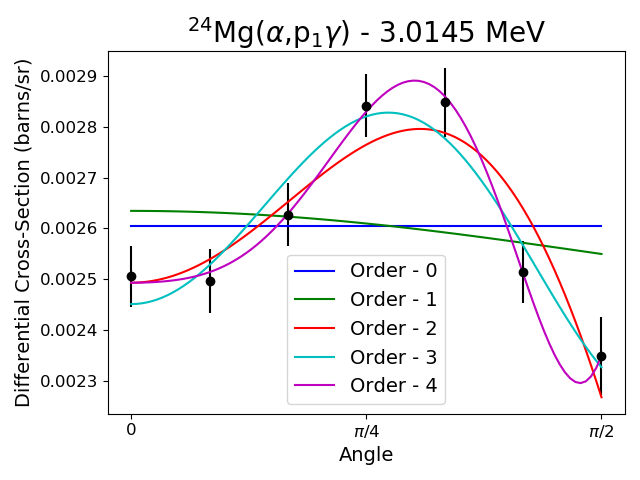 ²⁴Mg(α,p₁γ) - 3.0145 MeV
Differential Cross-Section (barns/sr)
0.0029
0.0028
0.0027
0.0026
0.0025
0.0024
0.0023
Order - 0
Order - 1
Order - 2
Order - 3
Order - 4
0
π/4
π/2
Angle